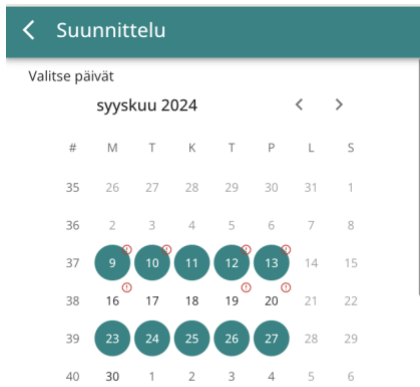 Suunnittelu
Valitse päivät
syyskuu 2024
# M T K T P L S
35 26 27 28 29 30 31 1
36 2 3 4 5 6 7 8
37 9 10 11 12 13 14 15
38 16 17 18 19 20 21 22
39 23 24 25 26 27 28 29
40 30 1 2 3 4 5 6